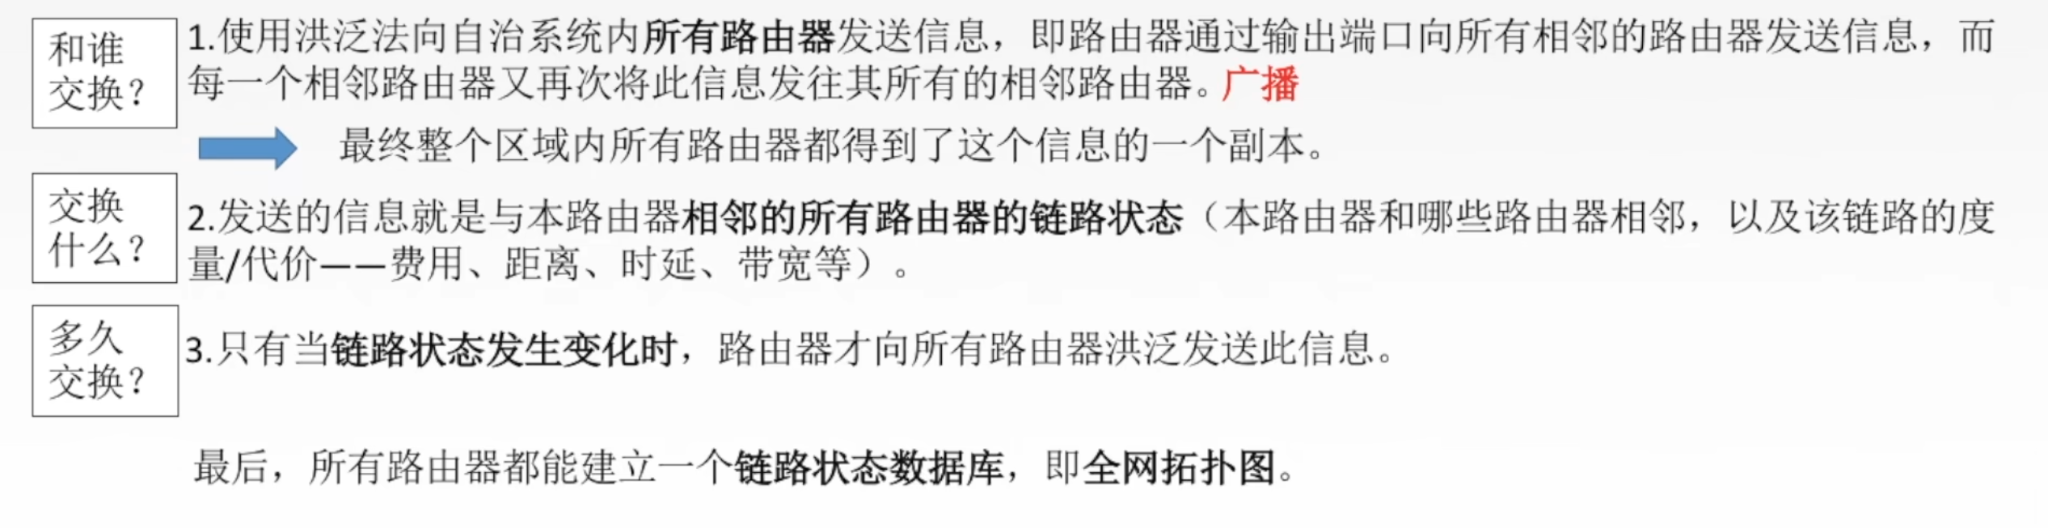 和谁
交换？
1.使用洪泛法向自治系统内所有路由器发送信息，即路由器通过输出端口向所有相邻的路由器发送信息，而
每一个相邻路由器又再次将此信息发往其所有的相邻路由器。广播
最终整个区域内所有路由器都得到了这个信息的一个副本。
交换
什么？
2.发送的信息就是与本路由器相邻的所有路由器的链路状态（本路由器和哪些路由器相邻，以及该链路的度
量/代价——费用、距离、时延、带宽等）。
多久
交换？
3.只有当链路状态发生变化时，路由器才向所有路由器洪泛发送此信息。
最后，所有路由器都能建立一个链路状态数据库，即全网拓扑图。